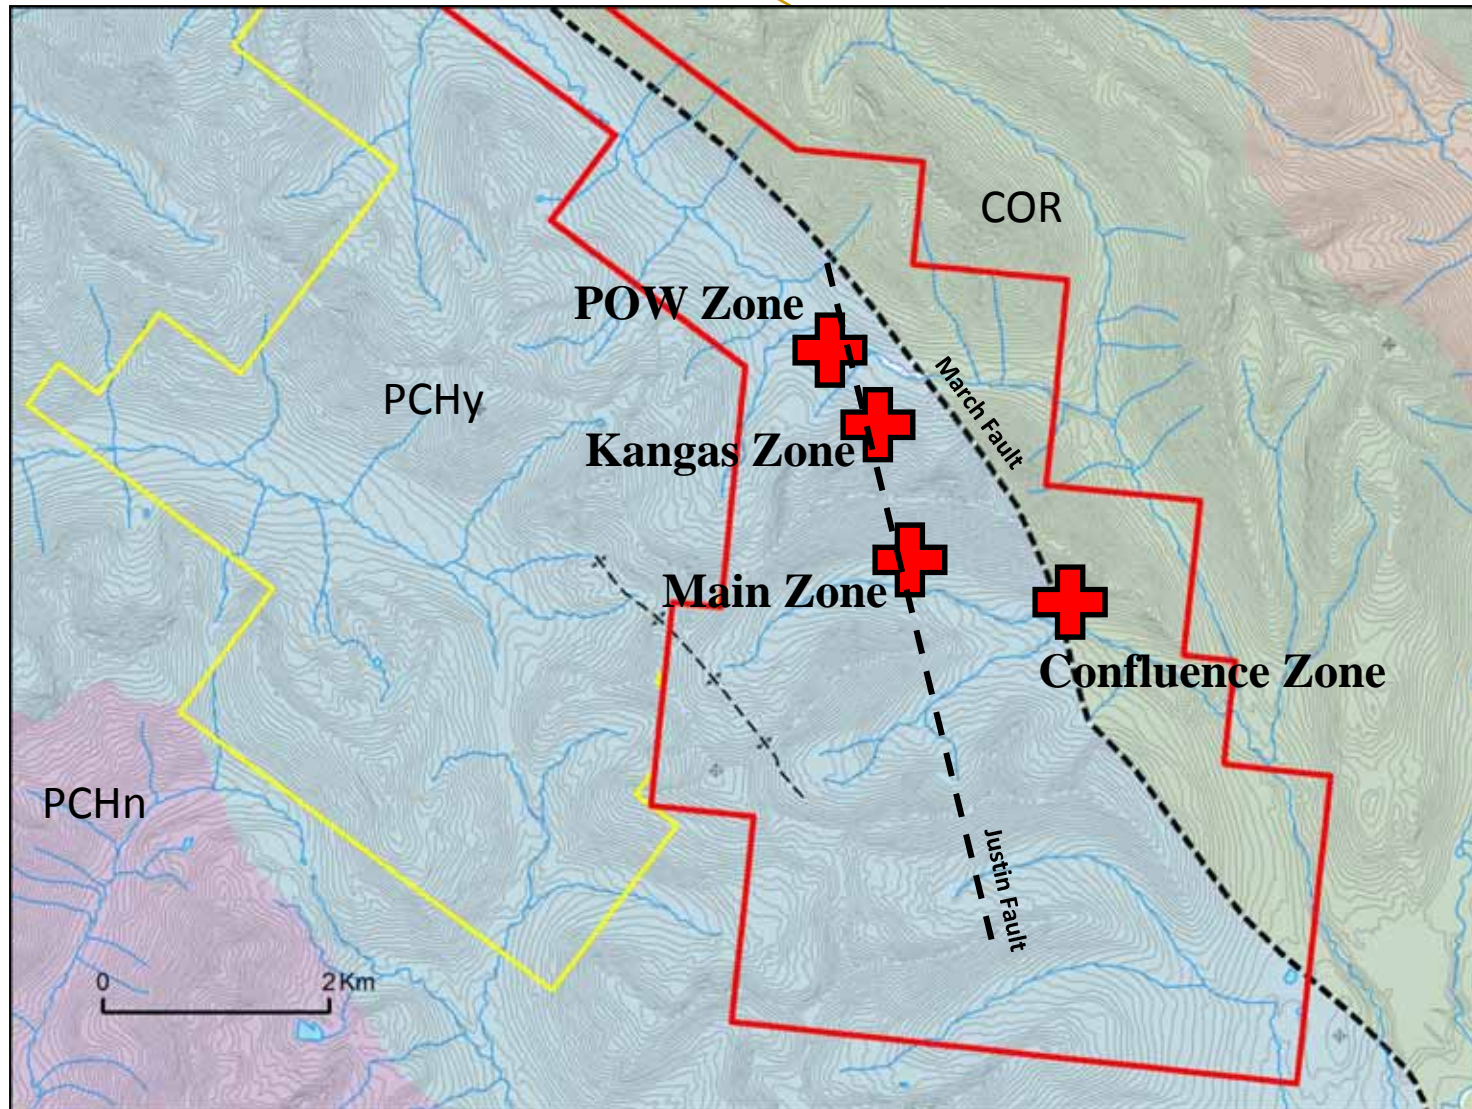 COR
POW Zone
March Fault
PCHy
Kangas Zone
Main Zone
Confluence Zone
PCHn
Justin Fault
0 2 Km